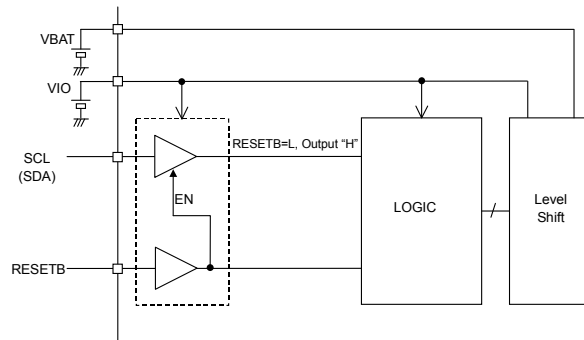 VBAT
VIO
SCL
(SDA)
RESETB=L, Output “H”
EN
LOGIC
Level
Shift
RESETB